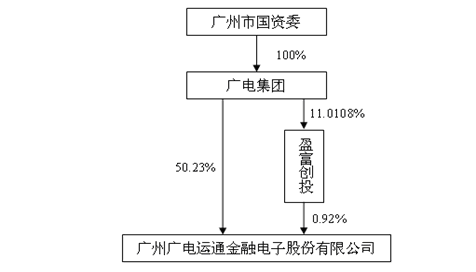 广州市国资委
100%
广电集团
11.0108%
盈富创投
50.23%
0.92%
广州广电运通金融电子股份有限公司